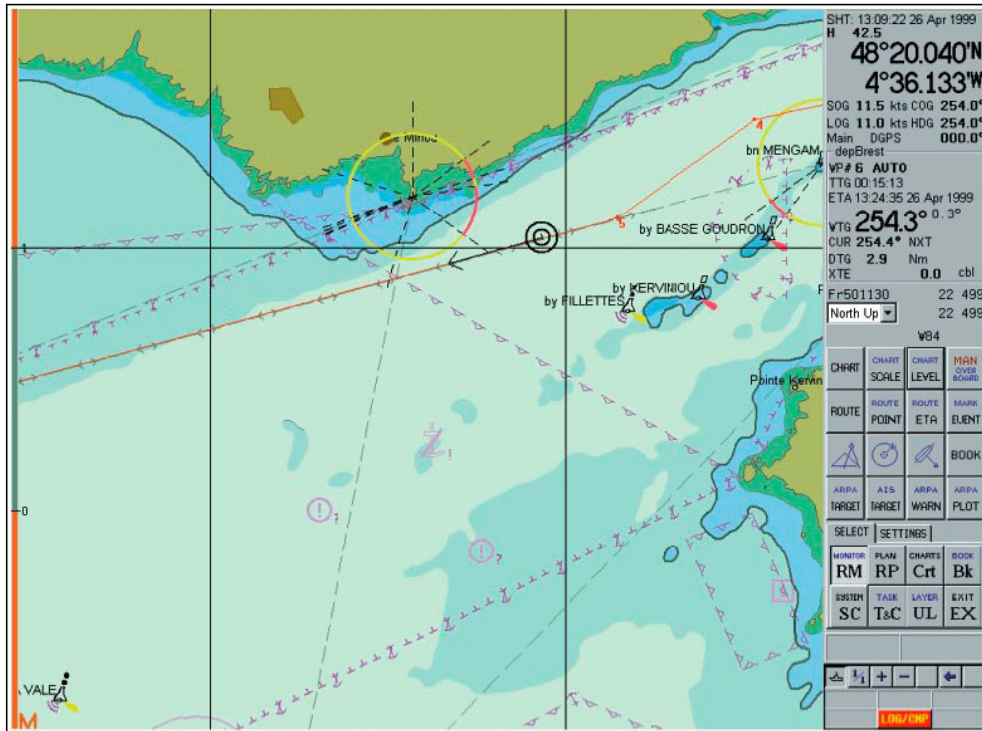 Minou
bn MENGAM
4
5
by BASSE GOUDRON
by KERVINIOU
by FILLETTES
Pointe Kervin
1
0
VALE
M
SHT: 13:09:22 26 Apr 1999
H 42.5
48°20.040'N
4°36.133'W
SOG 11.5 kts COG 254.0°
LOG 11.0 kts HDG 254.0°
Main DGPS 000.0°
depBrest
WP# 6 AUTO
TTG 00:15:13
ETA 13:24:35 26 Apr 1999
WTG 254.3° 0.3°
CUR 254.4° NXT
DTG 2.9 Nm
XTE 0.0 cbl
Fr501130 22 499
North Up 22 499
W84
CHART CHART SCALE CHART LEVEL MAN OVER BOARD
ROUTE ROUTE POINT ROUTE ETA MARK EVENT
BOOK
ARPA TARGET AIS TARGET ARPA WARN ARPA PLOT
SELECT SETTINGS
MONITOR RM PLAN RP CHARTS Crt BOOK Bk
SYSTEM SC TASK T&C LAYER UL EXIT EX
1/1 + −
LOG/CMP